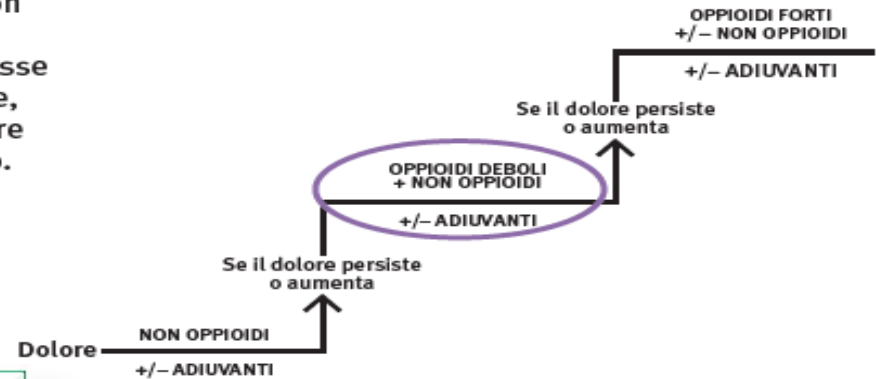 OPPIOIDI FORTI
+/– NON OPPIOIDI
+/– ADIUVANTI
Se il dolore persiste
o aumenta
OPPIOIDI DEBOLI
+ NON OPPIOIDI
+/– ADIUVANTI
Se il dolore persiste
o aumenta
NON OPPIOIDI
Dolore
+/– ADIUVANTI